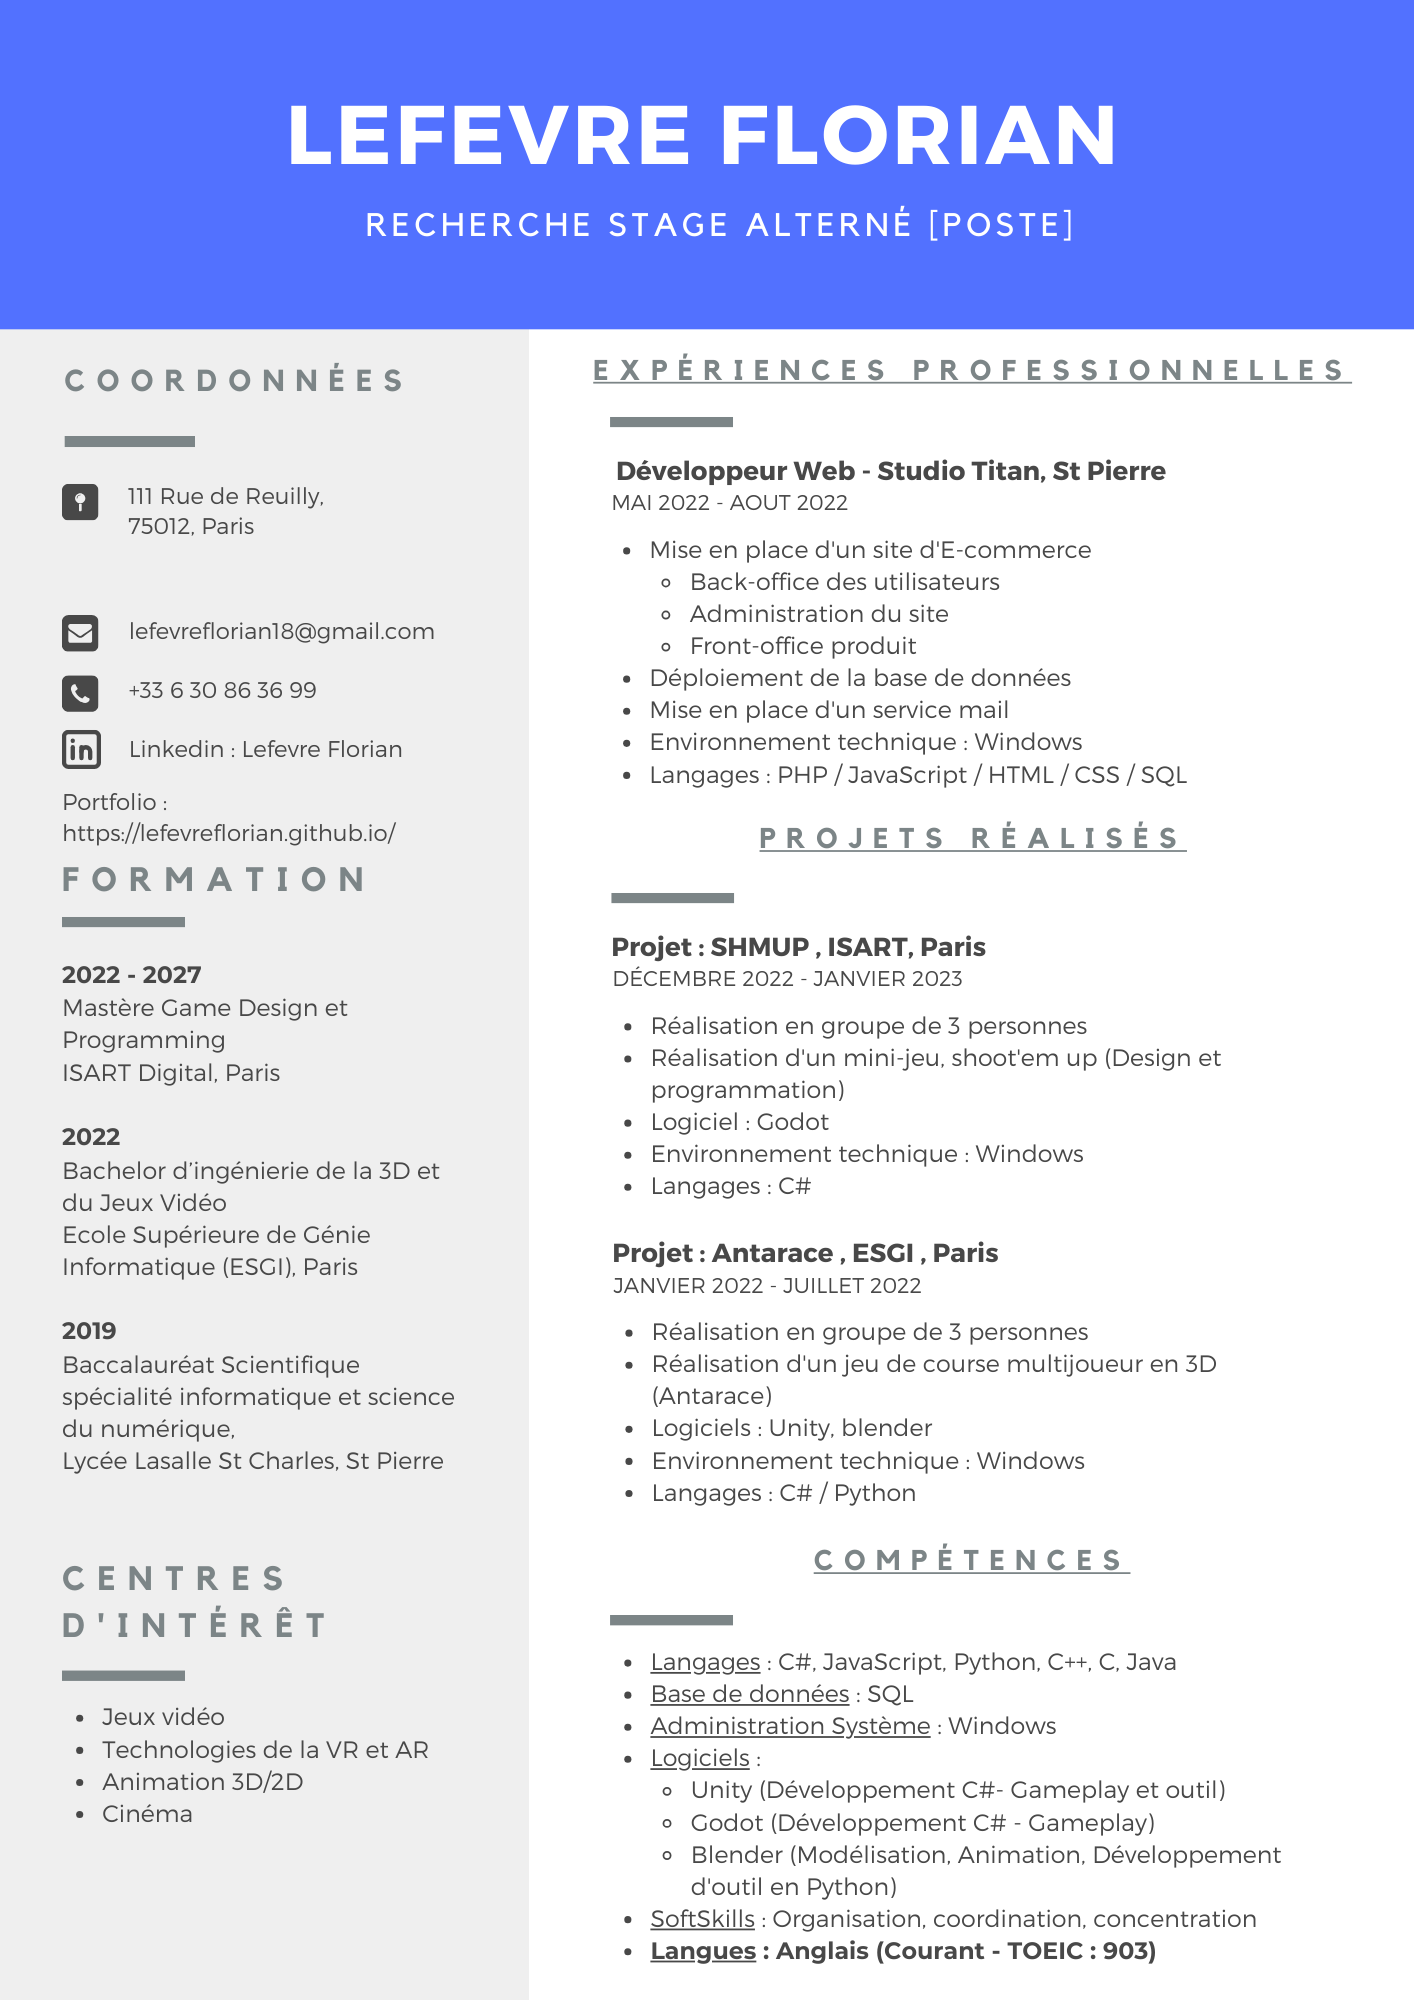 LEFEVRE FLORIAN
RECHERCHE STAGE ALTERNÉ [POSTE]
COORDONNÉES
111 Rue de Reuilly,
75012, Paris
lefevreflorian18@gmail.com
+33 6 30 86 36 99
Linkedin : Lefevre Florian
Portfolio :
https://lefevreflorian.github.io/
FORMATION
2022 - 2027
Mastère Game Design et
Programming
ISART Digital, Paris
2022
Bachelor d’ingénierie de la 3D et
du Jeux Vidéo
Ecole Supérieure de Génie
Informatique (ESGI), Paris
2019
Baccalauréat Scientifique
spécialité informatique et science
du numérique,
Lycée Lasalle St Charles, St Pierre
CENTRES
D'INTÉRÊT
• Jeux vidéo
• Technologies de la VR et AR
• Animation 3D/2D
• Cinéma
EXPÉRIENCES PROFESSIONNELLES
Développeur Web - Studio Titan, St Pierre
MAI 2022 - AOUT 2022
• Mise en place d'un site d'E-commerce
◦ Back-office des utilisateurs
◦ Administration du site
◦ Front-office produit
• Déploiement de la base de données
• Mise en place d'un service mail
• Environnement technique : Windows
• Langages : PHP / JavaScript / HTML / CSS / SQL
PROJETS RÉALISÉS
Projet : SHMUP , ISART, Paris
DÉCEMBRE 2022 - JANVIER 2023
• Réalisation en groupe de 3 personnes
• Réalisation d'un mini-jeu, shoot'em up (Design et
programmation)
• Logiciel : Godot
• Environnement technique : Windows
• Langages : C#
Projet : Antarace , ESGI , Paris
JANVIER 2022 - JUILLET 2022
• Réalisation en groupe de 3 personnes
• Réalisation d'un jeu de course multijoueur en 3D
(Antarace)
• Logiciels : Unity, blender
• Environnement technique : Windows
• Langages : C# / Python
COMPÉTENCES
• Langages : C#, JavaScript, Python, C++, C, Java
• Base de données : SQL
• Administration Système : Windows
• Logiciels :
◦ Unity (Développement C#- Gameplay et outil)
◦ Godot (Développement C# - Gameplay)
◦ Blender (Modélisation, Animation, Développement
d'outil en Python)
• SoftSkills : Organisation, coordination, concentration
• Langues : Anglais (Courant - TOEIC : 903)